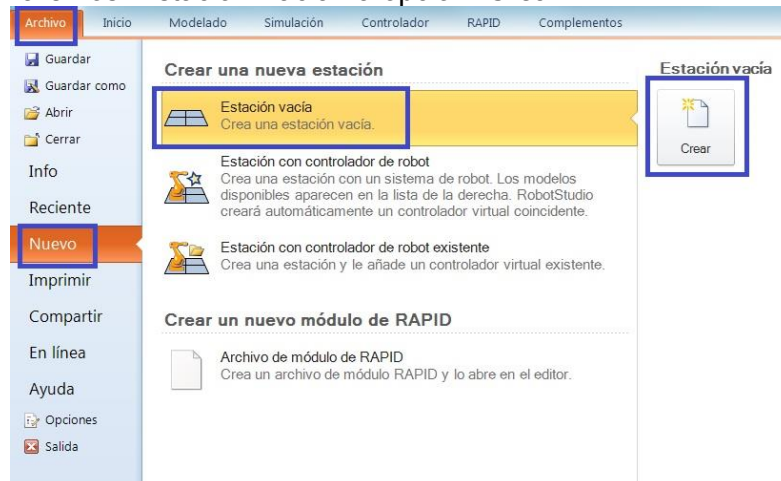 Archivo Inicio Modelado Simulación Controlador RAPID Complementos
Guardar
Guardar como
Abrir
Cerrar
Info
Reciente
Nuevo
Imprimir
Compartir
En línea
Ayuda
Opciones
Salida
Crear una nueva estación
Estación vacía
Crea una estación vacía.
Estación con controlador de robot
Crea una estación con un sistema de robot. Los modelos
disponibles aparecen en la lista de la derecha. RobotStudio
creará automáticamente un controlador virtual coincidente.
Estación con controlador de robot existente
Crea una estación y le añade un controlador virtual existente.
Crear un nuevo módulo de RAPID
Archivo de módulo de RAPID
Crea un archivo de módulo RAPID y lo abre en el editor.
Estación vacía
Crear